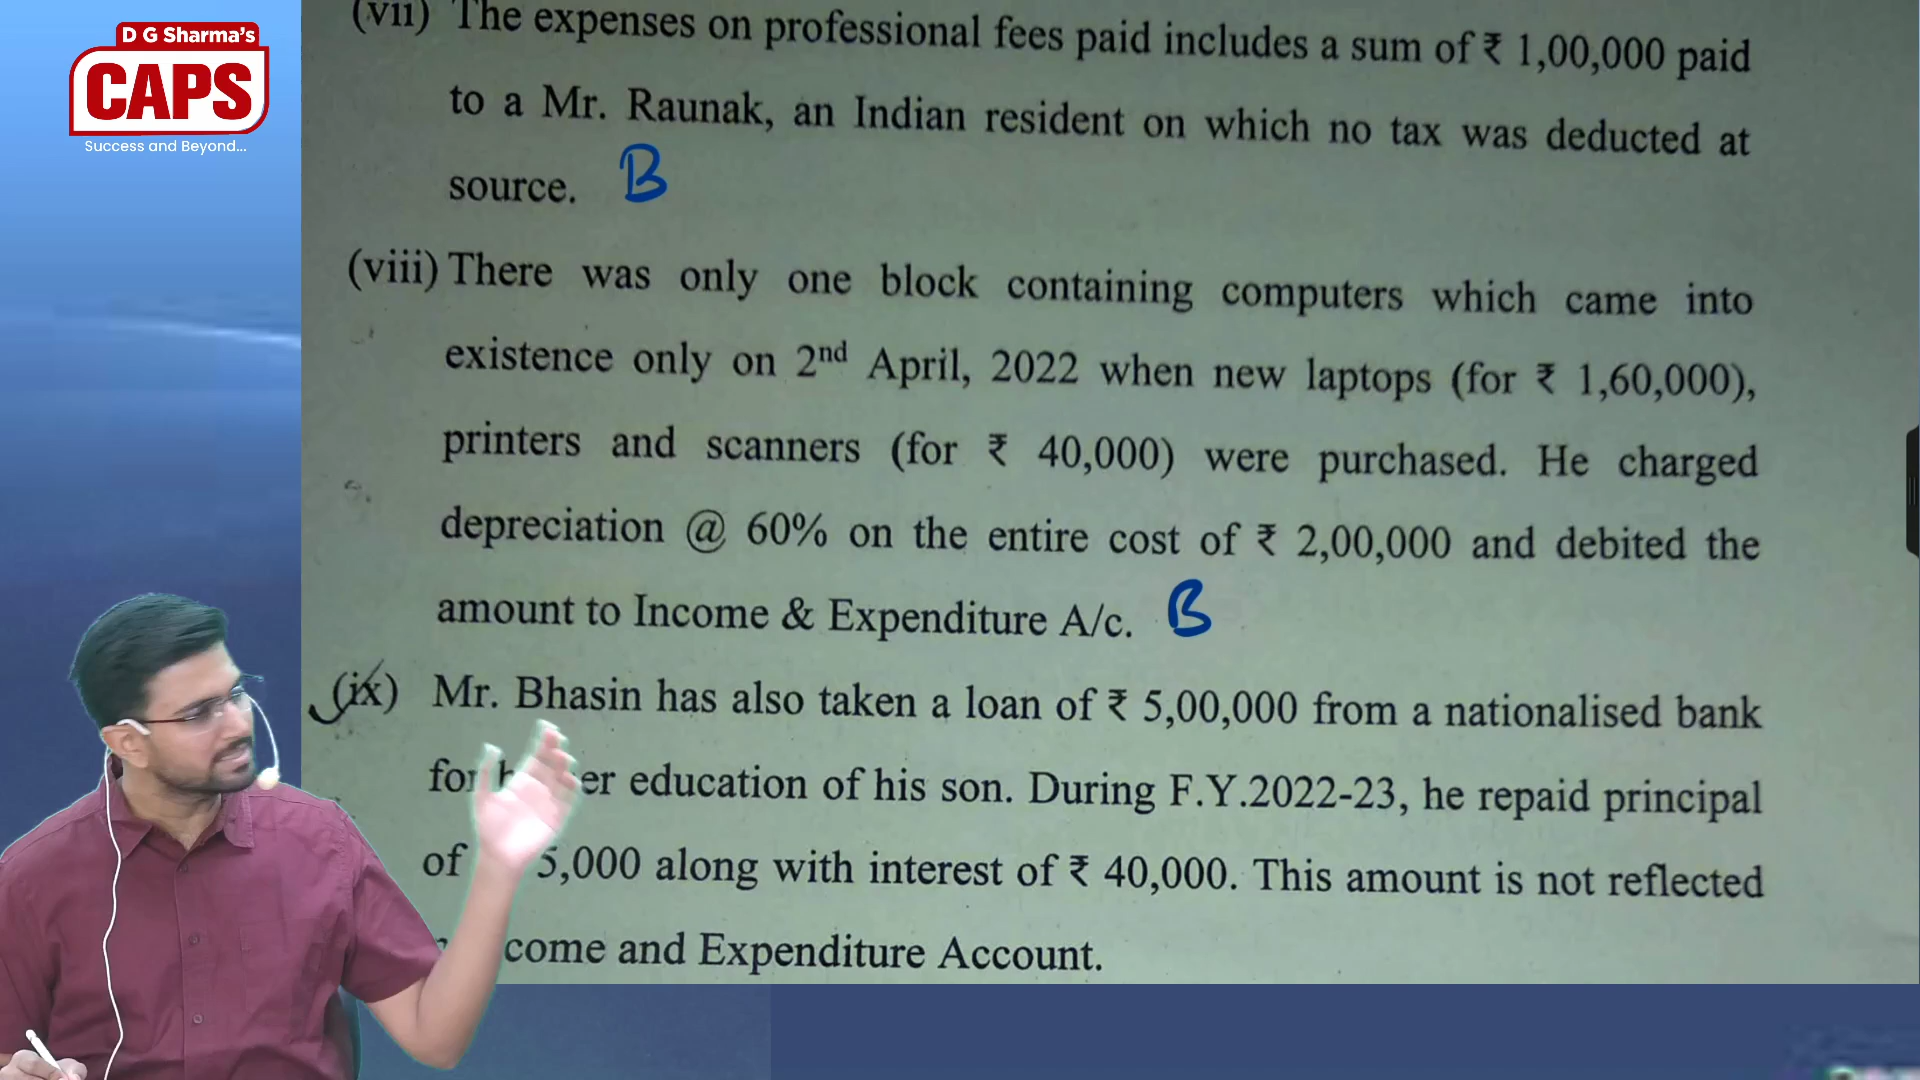 D G Sharma's
CAPS
Success and Beyond...
(vii) The expenses on professional fees paid includes a sum of ₹ 1,00,000 paid
to a Mr. Raunak, an Indian resident on which no tax was deducted at
source. B
(viii) There was only one block containing computers which came into
existence only on 2nd April, 2022 when new laptops (for ₹ 1,60,000),
printers and scanners (for ₹ 40,000) were purchased. He charged
depreciation @ 60% on the entire cost of ₹ 2,00,000 and debited the
amount to Income & Expenditure A/c. B
(ix) Mr. Bhasin has also taken a loan of ₹ 5,00,000 from a nationalised bank
for education of his son. During F.Y.2022-23, he repaid principal
of 5,000 along with interest of ₹ 40,000. This amount is not reflected
come and Expenditure Account.